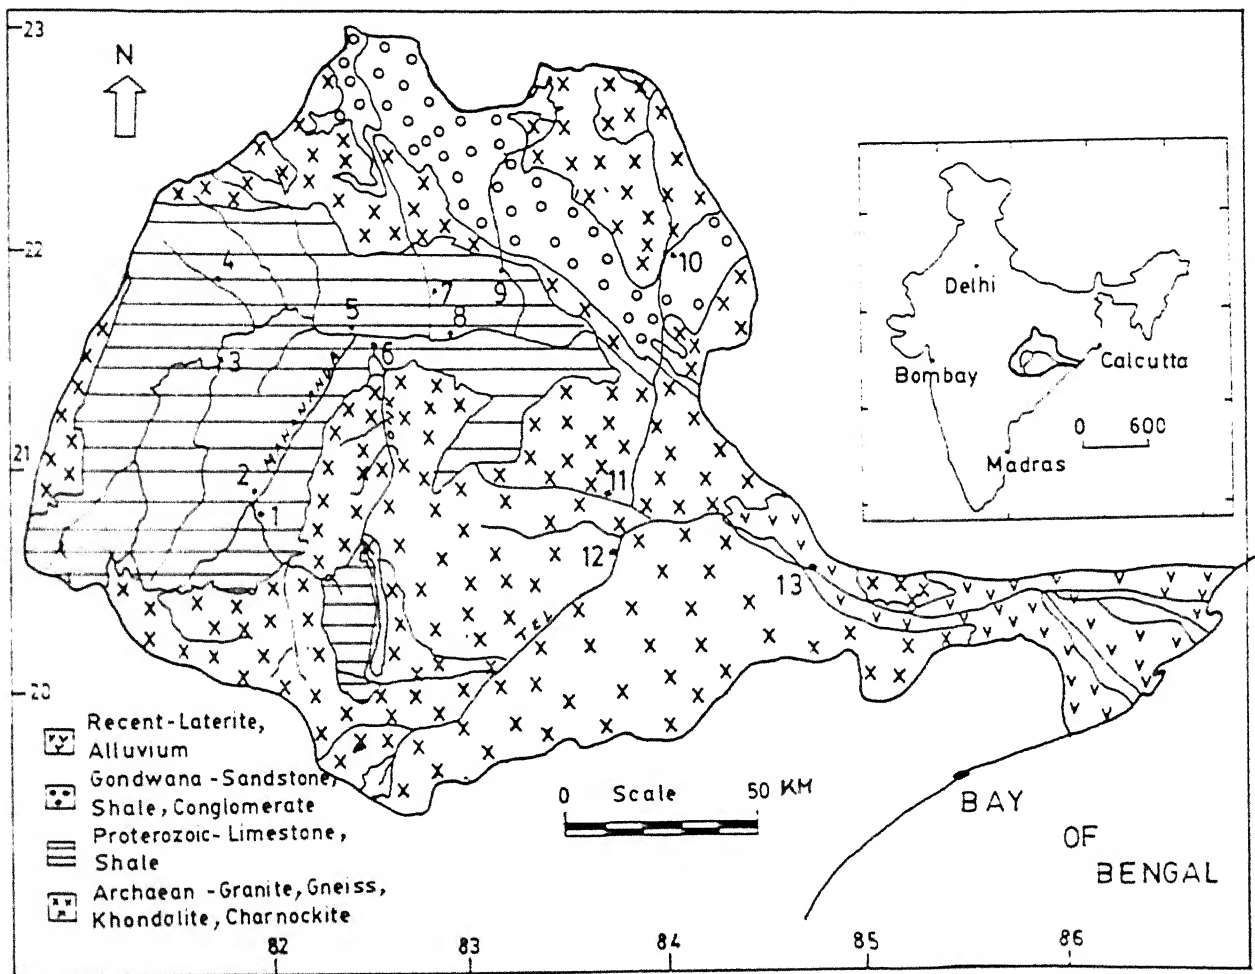 23
N
22
21
20
4
5
7
9
8
10
3
6
MAHANANDA
2
1
11
12
13
TEL
Delhi
Bombay
Calcutta
0 600
Madras
Recent-Laterite,
Alluvium
Gondwana-Sandstone,
Shale, Conglomerate
Proterozoic-Limestone,
Shale
Archaean-Granite, Gneiss,
Khondalite, Charnockite
0 Scale 50 KM
BAY
OF
BENGAL
82
83
84
85
86